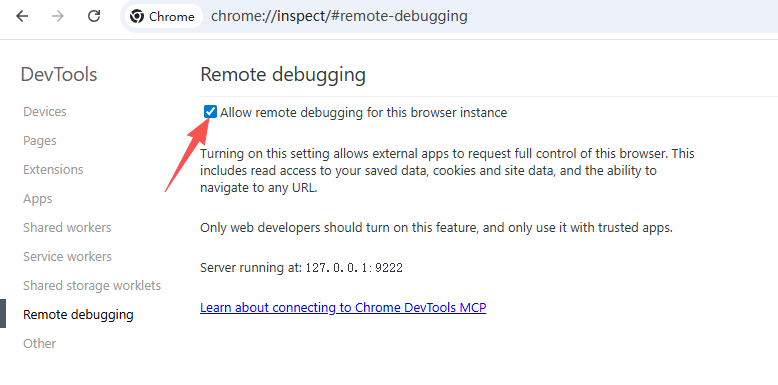 Chrome
chrome://inspect/#remote-debugging
DevTools
Devices
Pages
Extensions
Apps
Shared workers
Service workers
Shared storage worklets
Remote debugging
Other
Remote debugging
Allow remote debugging for this browser instance
Turning on this setting allows external apps to request full control of this browser. This
includes read access to your saved data, cookies and site data, and the ability to
navigate to any URL.
Only web developers should turn on this feature, and only use it with trusted apps.
Server running at: 127.0.0.1:9222
Learn about connecting to Chrome DevTools MCP